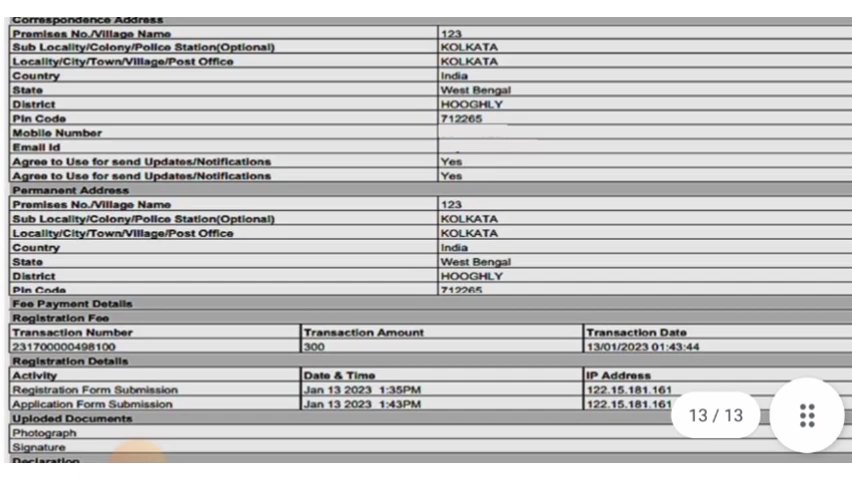 Correspondence Address
Premises No./Village Name 123
Sub Locality/Colony/Police Station(Optional) KOLKATA
Locality/City/Town/Village/Post Office KOLKATA
Country India
State West Bengal
District HOOGHLY
Pin Code 712265
Mobile Number
Email Id
Agree to Use for send Updates/Notifications Yes
Agree to Use for send Updates/Notifications Yes
Permanent Address
Premises No./Village Name 123
Sub Locality/Colony/Police Station(Optional) KOLKATA
Locality/City/Town/Village/Post Office KOLKATA
Country India
State West Bengal
District HOOGHLY
Pin Code 712265
Fee Payment Details
Registration Fee
Transaction Number Transaction Amount Transaction Date
231700000498100 300 13/01/2023 01:43:44
Registration Details
Activity Date & Time IP Address
Registration Form Submission Jan 13 2023 1:35PM 122.15.181.161
Application Form Submission Jan 13 2023 1:43PM 122.15.181.161
13 / 13
Uploded Documents
Photograph
Signature
Declaration